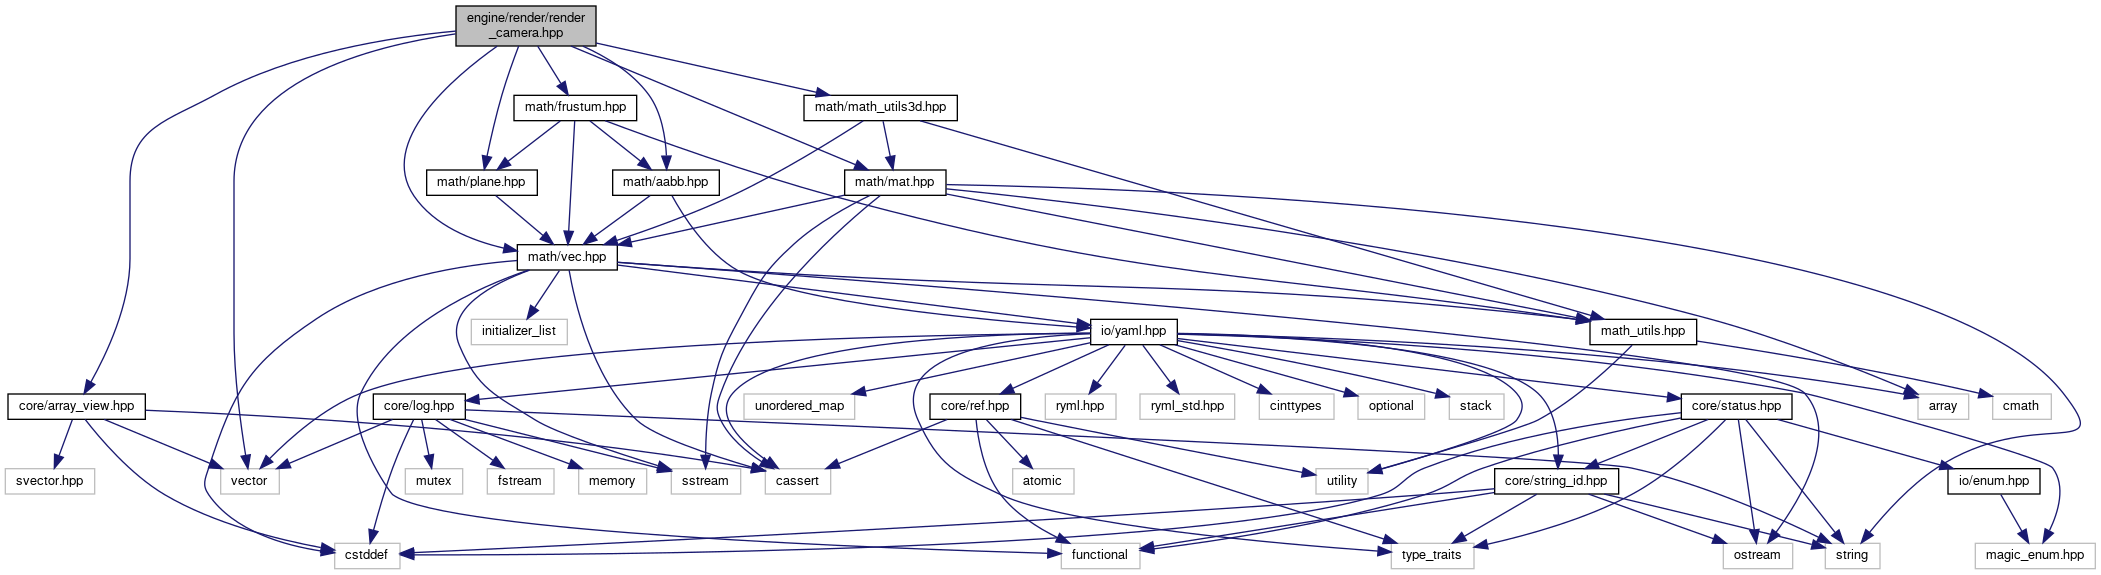 engine/render/render
_camera.hpp
math/frustum.hpp
math/math_utils3d.hpp
math/plane.hpp
math/aabb.hpp
math/mat.hpp
math/vec.hpp
initializer_list
io/yaml.hpp
math_utils.hpp
core/array_view.hpp
core/log.hpp
unordered_map
core/ref.hpp
ryml.hpp
ryml_std.hpp
cinttypes
optional
stack
core/status.hpp
array
cmath
svector.hpp
vector
mutex
fstream
memory
sstream
cassert
atomic
utility
core/string_id.hpp
io/enum.hpp
cstddef
functional
type_traits
ostream
string
magic_enum.hpp